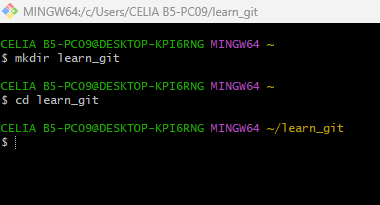 MINGW64:/c/Users/CELIA B5-PC09/learn_git
CELIA B5-PC09@DESKTOP-KPI6RNG MINGW64 ~
$ mkdir learn_git
CELIA B5-PC09@DESKTOP-KPI6RNG MINGW64 ~
$ cd learn_git
CELIA B5-PC09@DESKTOP-KPI6RNG MINGW64 ~/learn_git
$